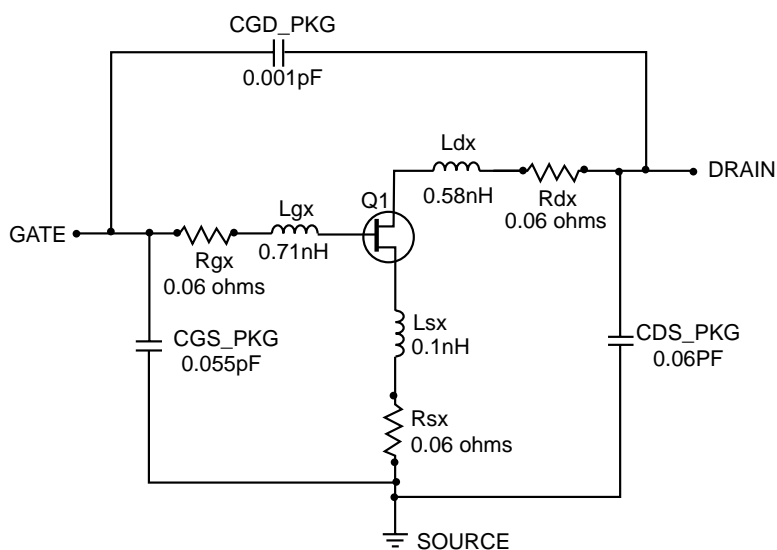 CGD_PKG
0.001pF
Ldx
0.58nH
DRAIN
Rdx
0.06 ohms
Q1
Lgx
0.71nH
GATE
Rgx
0.06 ohms
Lsx
0.1nH
CGS_PKG
0.055pF
CDS_PKG
0.06PF
Rsx
0.06 ohms
SOURCE